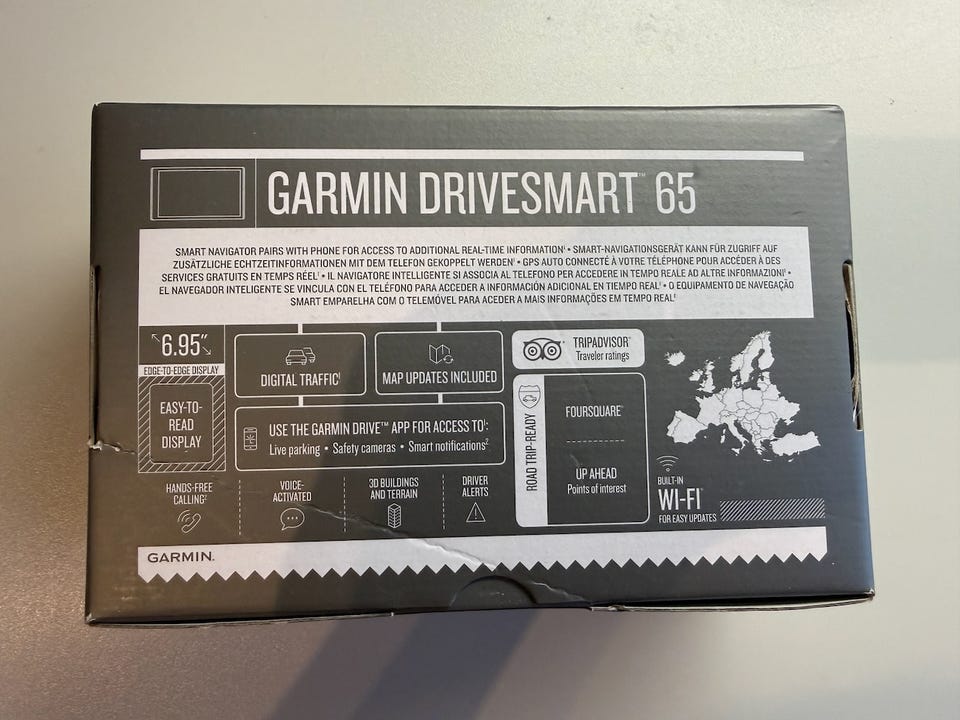 GARMIN DRIVESMART™ 65
SMART NAVIGATOR PAIRS WITH PHONE FOR ACCESS TO ADDITIONAL REAL-TIME INFORMATION¹ • SMART-NAVIGATIONSGERÄT KANN FÜR ZUGRIFF AUF
ZUSÄTZLICHE ECHTZEITINFORMATIONEN MIT DEM TELEFON GEKOPPELT WERDEN¹ • GPS AUTO CONNECTÉ À VOTRE TÉLÉPHONE POUR ACCÉDER À DES
SERVICES GRATUITS EN TEMPS RÉEL¹ • IL NAVIGATORE INTELLIGENTE SI ASSOCIA AL TELEFONO PER ACCEDERE IN TEMPO REALE AD ALTRE INFORMAZIONI¹ •
EL NAVEGADOR INTELIGENTE SE VINCULA CON EL TELÉFONO PARA ACCEDER A INFORMACIÓN ADICIONAL EN TIEMPO REAL¹ • O EQUIPAMENTO DE NAVEGAÇÃO
SMART EMPARELHA COM O TELEMÓVEL PARA ACEDER A MAIS INFORMAÇÕES EM TEMPO REAL¹
6.95”
EDGE-TO-EDGE DISPLAY
EASY-TO-
READ
DISPLAY
DIGITAL TRAFFIC¹
MAP UPDATES INCLUDED
USE THE GARMIN DRIVE™ APP FOR ACCESS TO¹:
Live parking • Safety cameras • Smart notifications²
TRIPADVISOR®
Traveler ratings
ROAD TRIP-READY
FOURSQUARE®
UP AHEAD
Points of interest
HANDS-FREE
CALLING²
VOICE-
ACTIVATED
3D BUILDINGS
AND TERRAIN
DRIVER
ALERTS
BUILT-IN
WI-FI®
FOR EASY UPDATES
GARMIN.